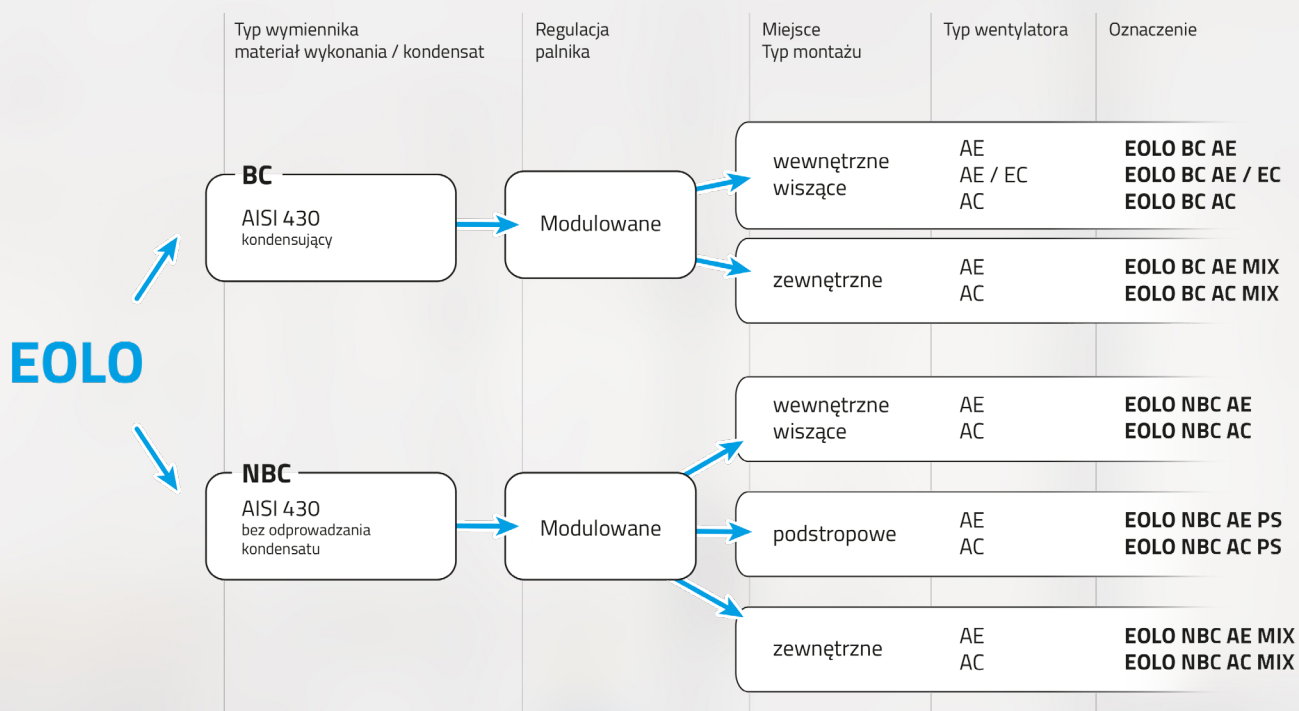 Typ wymiennika
materiał wykonania / kondensat
Regulacja
palnika
Miejsce
Typ montażu
Typ wentylatora
Oznaczenie
EOLO
BC
AISI 430
kondensujący
Modulowane
wewnętrzne
wiszące
AE
AE / EC
AC
EOLO BC AE
EOLO BC AE / EC
EOLO BC AC
zewnętrzne
AE
AC
EOLO BC AE MIX
EOLO BC AC MIX
NBC
AISI 430
bez odprowadzania
kondensatu
Modulowane
wewnętrzne
wiszące
AE
AC
EOLO NBC AE
EOLO NBC AC
podstropowe
AE
AC
EOLO NBC AE PS
EOLO NBC AC PS
zewnętrzne
AE
AC
EOLO NBC AE MIX
EOLO NBC AC MIX